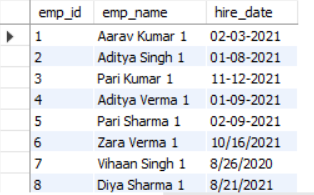 emp_id emp_name hire_date
1 Aarav Kumar 1 02-03-2021
2 Aditya Singh 1 01-08-2021
3 Pari Kumar 1 11-12-2021
4 Aditya Verma 1 01-09-2021
5 Pari Sharma 1 02-09-2021
6 Zara Verma 1 10/16/2021
7 Vihaan Singh 1 8/26/2020
8 Diya Sharma 1 8/21/2021